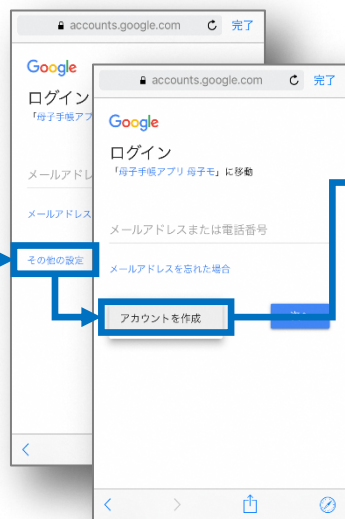 accounts.google.com
完了
Google
ログイン
「母子手帳アプ
メールアドレ
メールアドレス
その他の設定
accounts.google.com
完了
Google
ログイン
「母子手帳アプリ 母子モ」に移動
メールアドレスまたは電話番号
メールアドレスを忘れた場合
アカウントを作成